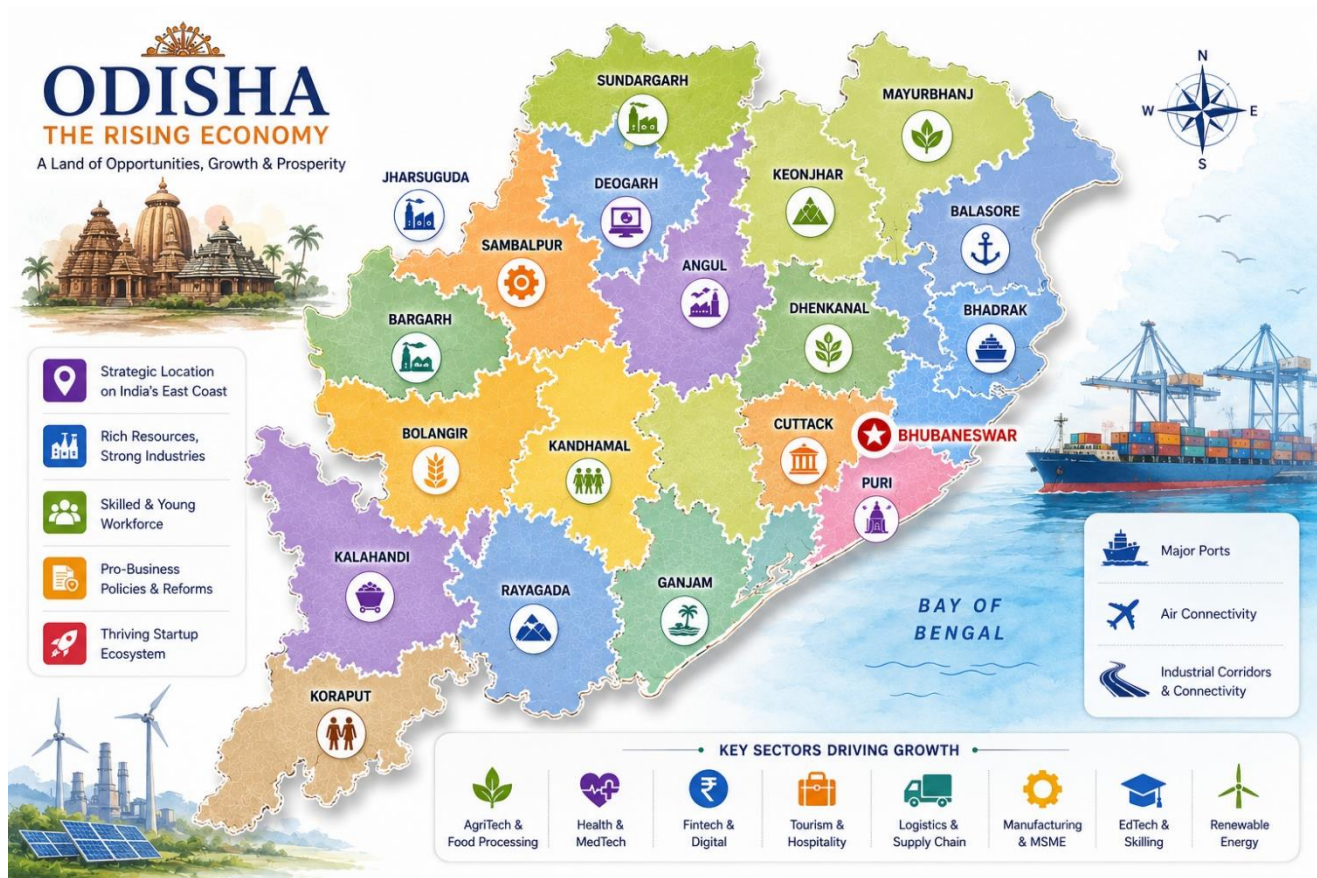 ODISHA
THE RISING ECONOMY
A Land of Opportunities, Growth & Prosperity
N
W
E
S
SUNDARGARH
MAYURBHANJ
JHARSUGUDA
DEOGARH
KEONJHAR
BALASORE
SAMBALPUR
ANGUL
BARGARH
DHENKANAL
BHADRAK
BOLANGIR
KANDHAMAL
CUTTACK
BHUBANESWAR
PURI
KALAHANDI
RAYAGADA
GANJAM
KORAPUT
BAY OF
BENGAL
Strategic Location
on India's East Coast
Rich Resources,
Strong Industries
Skilled & Young
Workforce
Pro-Business
Policies & Reforms
Thriving Startup
Ecosystem
Major Ports
Air Connectivity
Industrial Corridors
& Connectivity
KEY SECTORS DRIVING GROWTH
AgriTech &
Food Processing
Health &
MedTech
₹
Fintech &
Digital
Tourism &
Hospitality
Logistics &
Supply Chain
Manufacturing
& MSME
EdTech &
Skilling
Renewable
Energy